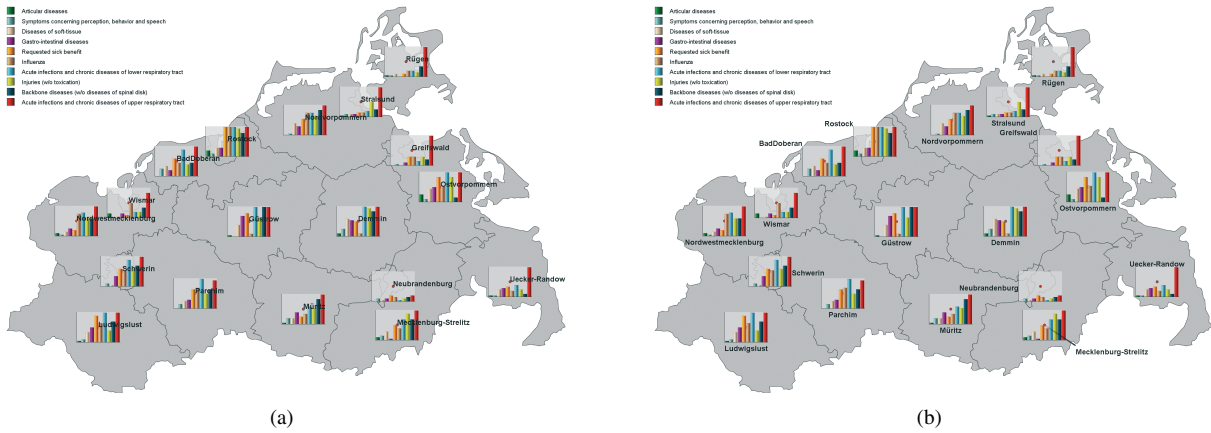 Articular diseases
Symptoms concerning perception, behavior and speech
Diseases of soft-tissue
Gastro-intestinal diseases
Requested sick benefit
Influenza
Acute infections and chronic diseases of lower respiratory tract
Injuries (w/o toxication)
Backbone diseases (w/o diseases of spinal disk)
Acute infections and chronic diseases of upper respiratory tract
Rügen
Stralsund
Nordvorpommern
Rostock
Greifswald
BadDoberan
Ostvorpommern
Wismar
Nordwestmecklenburg
Güstrow
Demmin
Schwerin
Uecker-Randow
Neubrandenburg
Parchim
Müritz
Ludwigslust
Mecklenburg-Strelitz
(a)
Articular diseases
Symptoms concerning perception, behavior and speech
Diseases of soft-tissue
Gastro-intestinal diseases
Requested sick benefit
Influenza
Acute infections and chronic diseases of lower respiratory tract
Injuries (w/o toxication)
Backbone diseases (w/o diseases of spinal disk)
Acute infections and chronic diseases of upper respiratory tract
Rügen
Rostock
Stralsund
Greifswald
Nordvorpommern
BadDoberan
Ostvorpommern
Wismar
Nordwestmecklenburg
Güstrow
Demmin
Uecker-Randow
Schwerin
Neubrandenburg
Parchim
Müritz
Ludwigslust
Mecklenburg-Strelitz
(b)